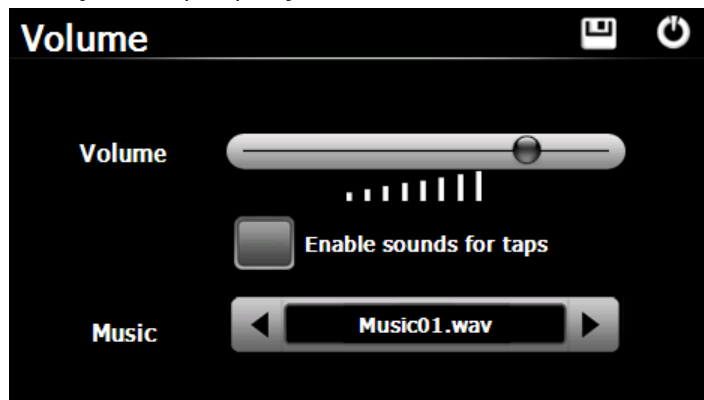 Volume
Volume
Enable sounds for taps
Music
Music01.wav